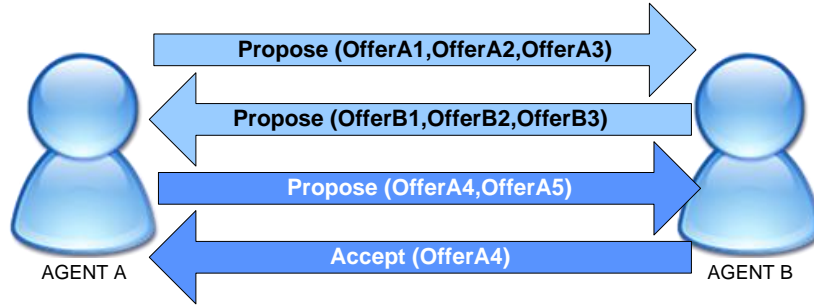 Propose (OfferA1,OfferA2,OfferA3)
Propose (OfferB1,OfferB2,OfferB3)
Propose (OfferA4,OfferA5)
Accept (OfferA4)
AGENT A
AGENT B